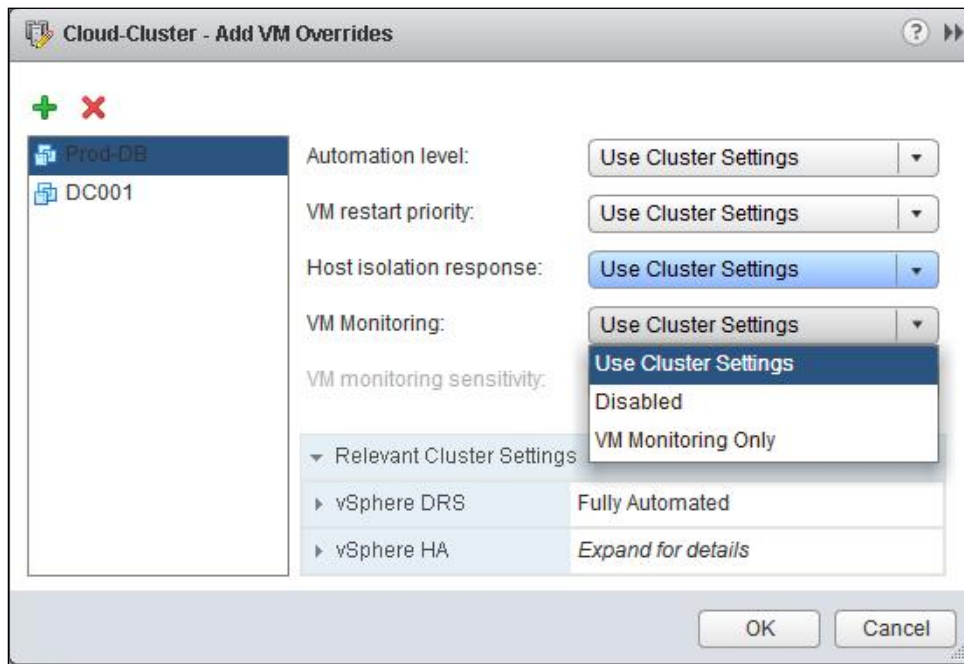 Cloud-Cluster - Add VM Overrides
?
Prod-DB
DC001
Automation level: Use Cluster Settings
VM restart priority: Use Cluster Settings
Host isolation response: Use Cluster Settings
VM Monitoring: Use Cluster Settings
Use Cluster Settings
Disabled
VM Monitoring Only
VM monitoring sensitivity:
Relevant Cluster Settings
vSphere DRS Fully Automated
vSphere HA Expand for details
OK Cancel